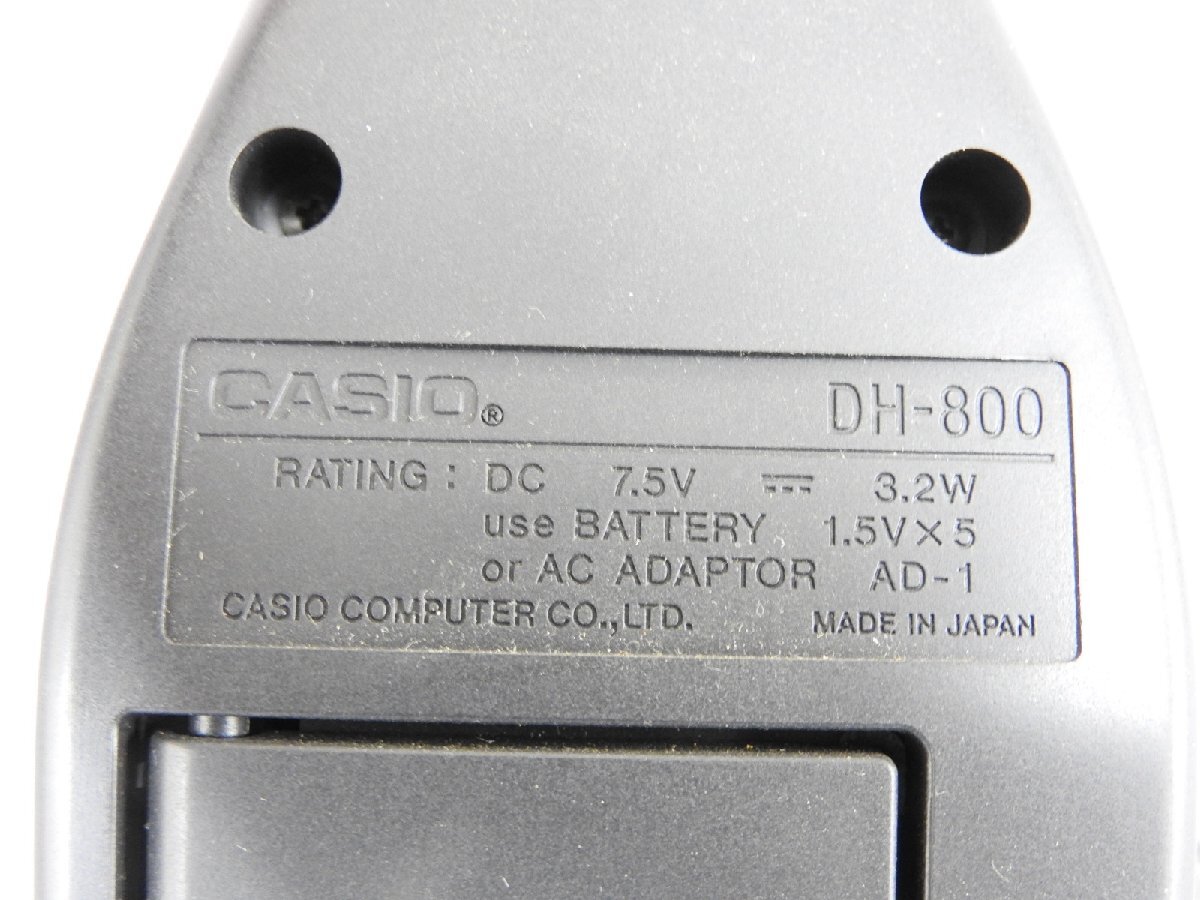 CASIO® DH-800
RATING : DC 7.5V ⎓ 3.2W
use BATTERY 1.5V×5
or AC ADAPTOR AD-1
CASIO COMPUTER CO.,LTD. MADE IN JAPAN